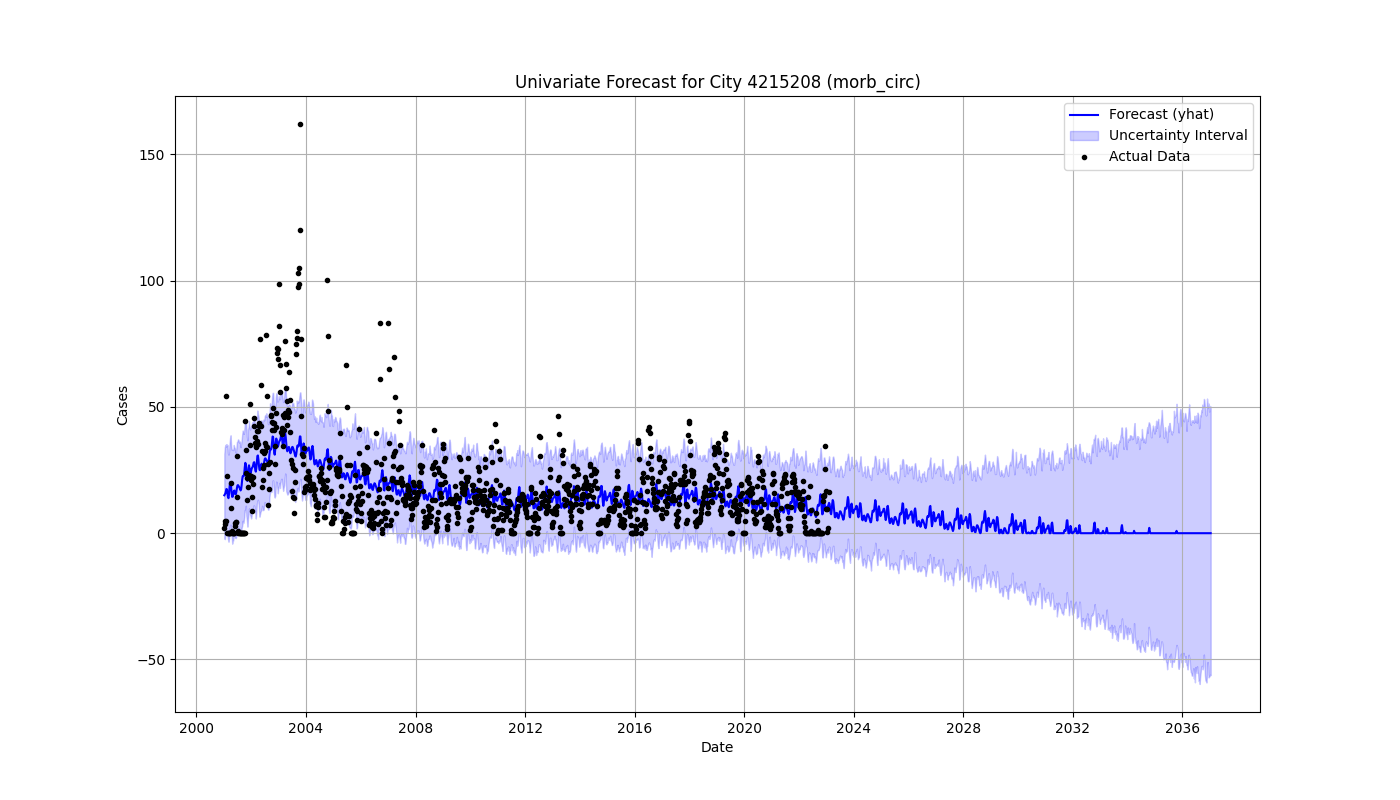 Univariate Forecast for City 4215208 (morb_circ)
Forecast (yhat)
Uncertainty Interval
Actual Data
Cases
150
100
50
0
−50
2000 2004 2008 2012 2016 2020 2024 2028 2032 2036
Date